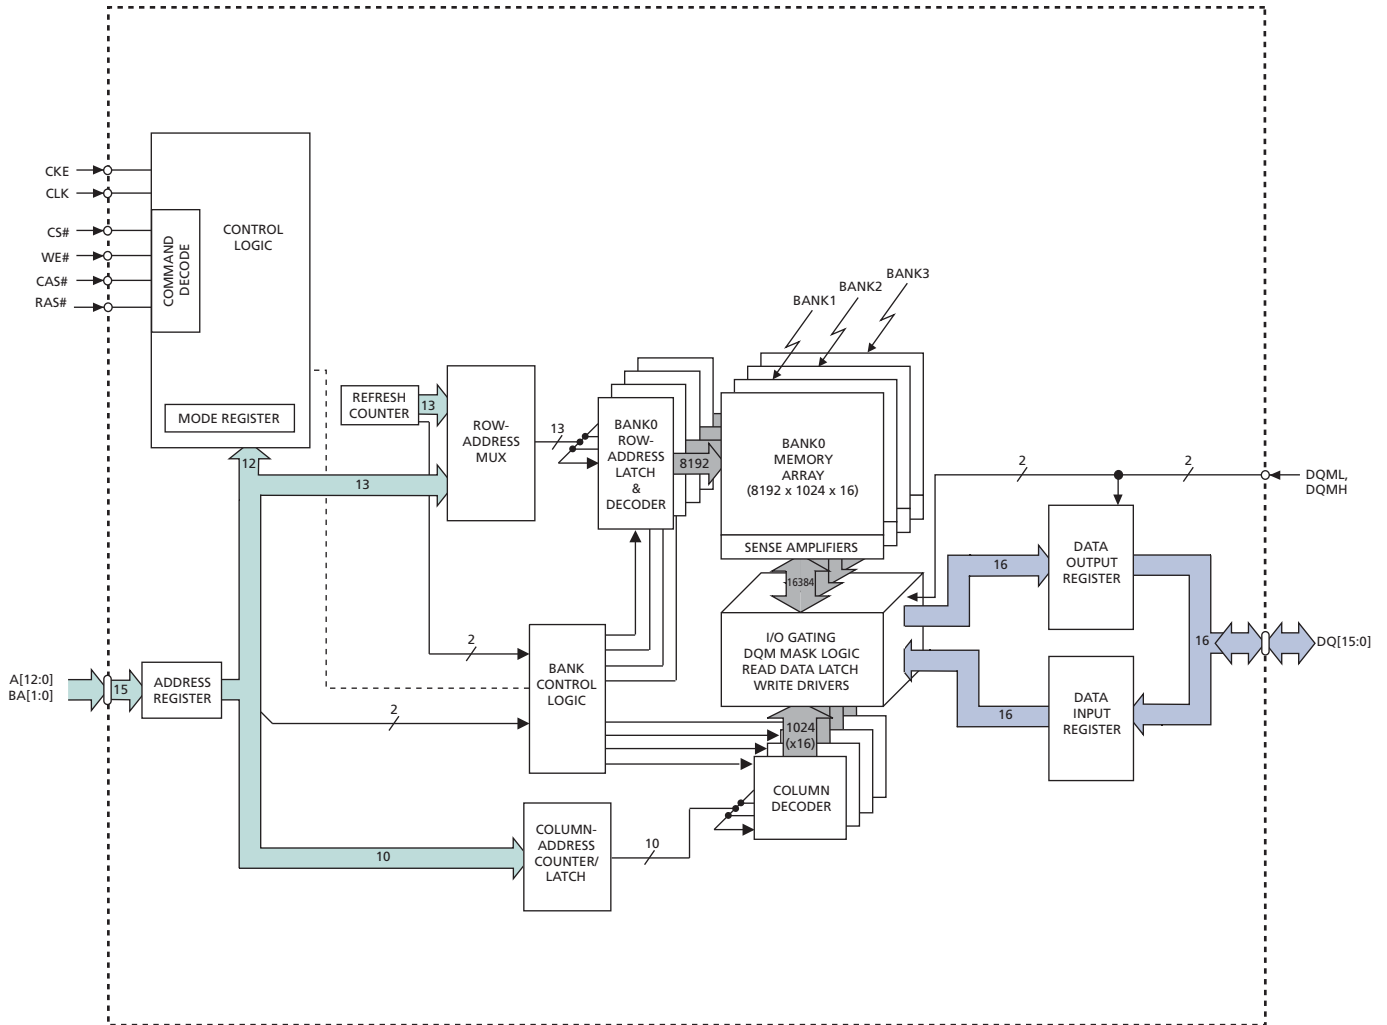 CKE
CLK
CS#
WE#
CAS#
RAS#
CONTROL
LOGIC
COMMAND
DECODE
MODE REGISTER
12
13
REFRESH
COUNTER
13
ROW-
ADDRESS
MUX
13
BANK0
ROW-
ADDRESS
LATCH
&
DECODER
8192
BANK1
BANK2
BANK3
BANK0
MEMORY
ARRAY
(8192 x 1024 x 16)
SENSE AMPLIFIERS
16384
I/O GATING
DQM MASK LOGIC
READ DATA LATCH
WRITE DRIVERS
2
2
DQML,
DQMH
DATA
OUTPUT
REGISTER
16
16
DQ[15:0]
DATA
INPUT
REGISTER
16
A[12:0]
BA[1:0]
15
ADDRESS
REGISTER
2
2
BANK
CONTROL
LOGIC
1024
(x16)
COLUMN
DECODER
10
COLUMN-
ADDRESS
COUNTER/
LATCH
10